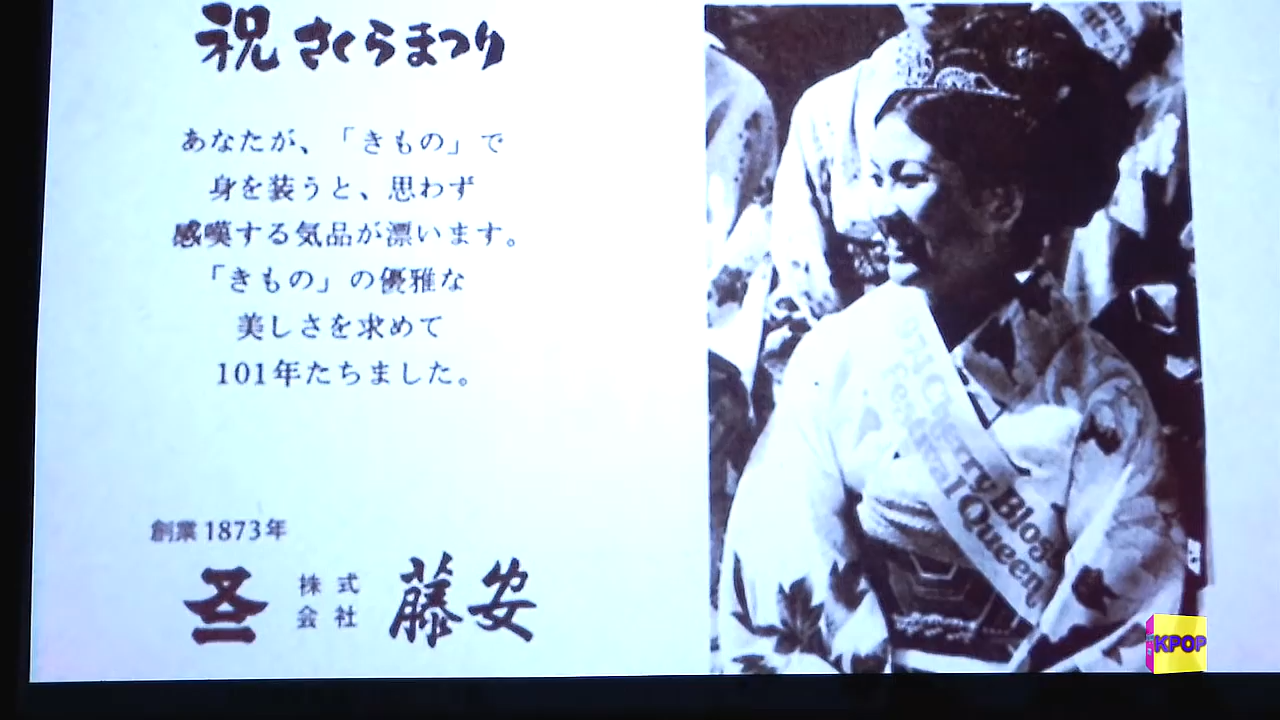 祝 さくらまつり
あなたが、「きもの」で
身を装うと、思わず
感嘆する気品が漂います。
「きもの」の優雅な
美しさを求めて
101年たちました。
創業1873年
株式
会社
藤安
Cherry Bloss
Festival Queen
KPOP